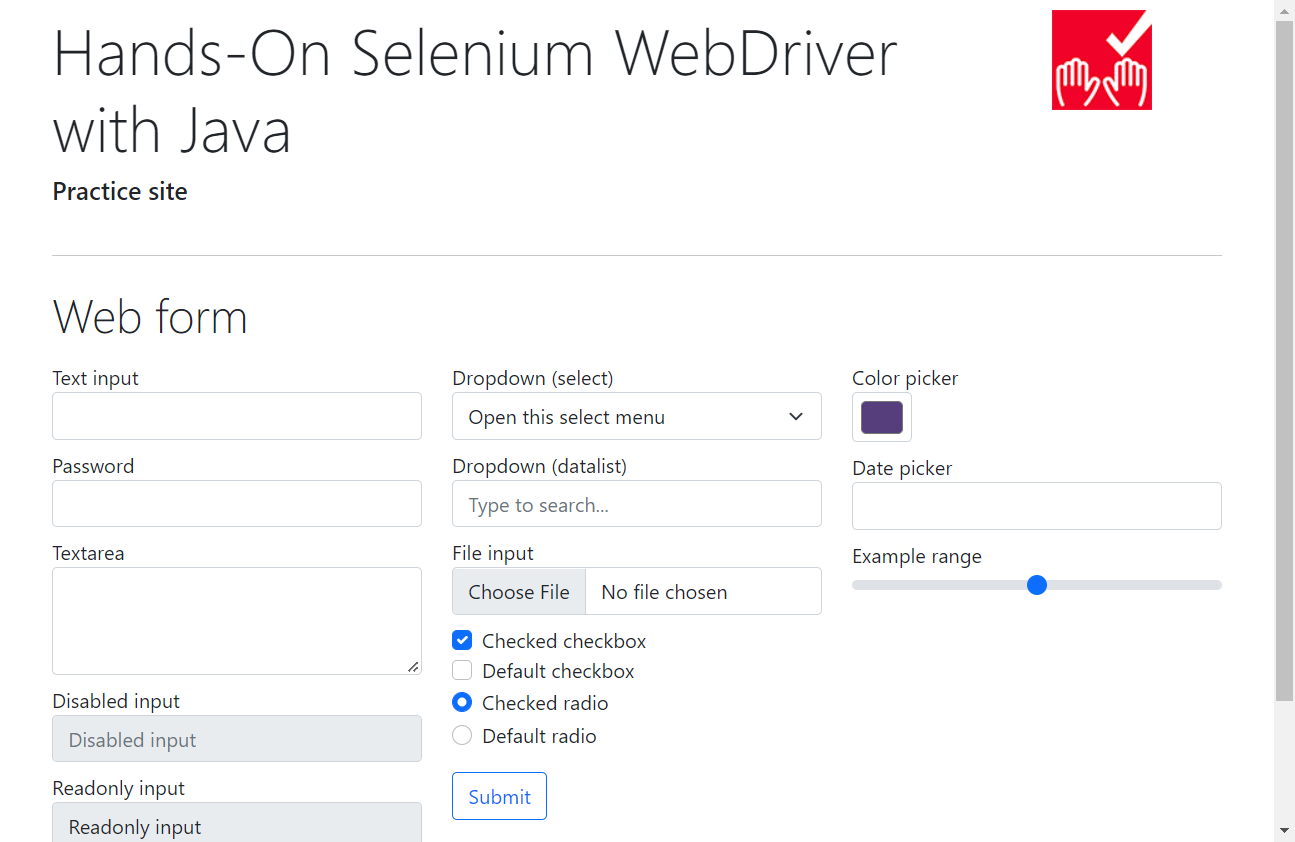 Hands-On Selenium WebDriver
with Java
Practice site
Web form
Text input
Password
Textarea
Disabled input
Disabled input
Readonly input
Readonly input
Dropdown (select)
Open this select menu
Dropdown (datalist)
Type to search...
File input
Choose File No file chosen
Checked checkbox
Default checkbox
Checked radio
Default radio
Submit
Color picker
Date picker
Example range